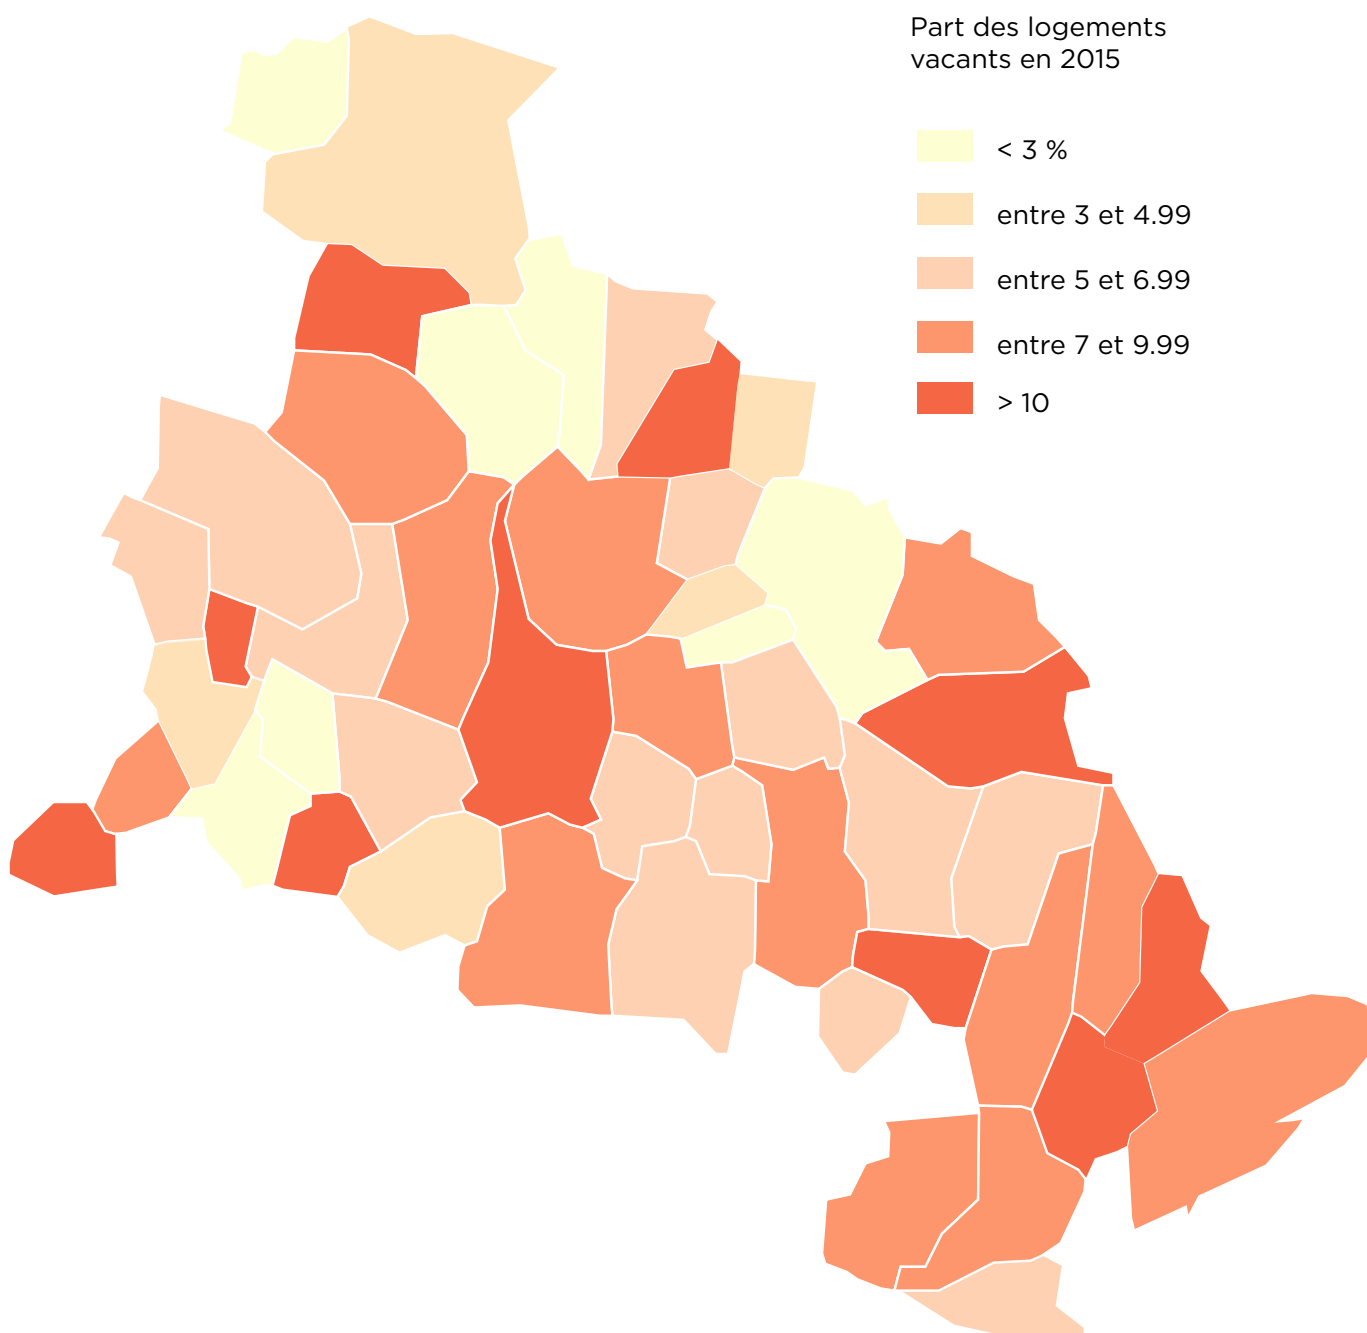 Part des logements
vacants en 2015
< 3 %
entre 3 et 4.99
entre 5 et 6.99
entre 7 et 9.99
> 10